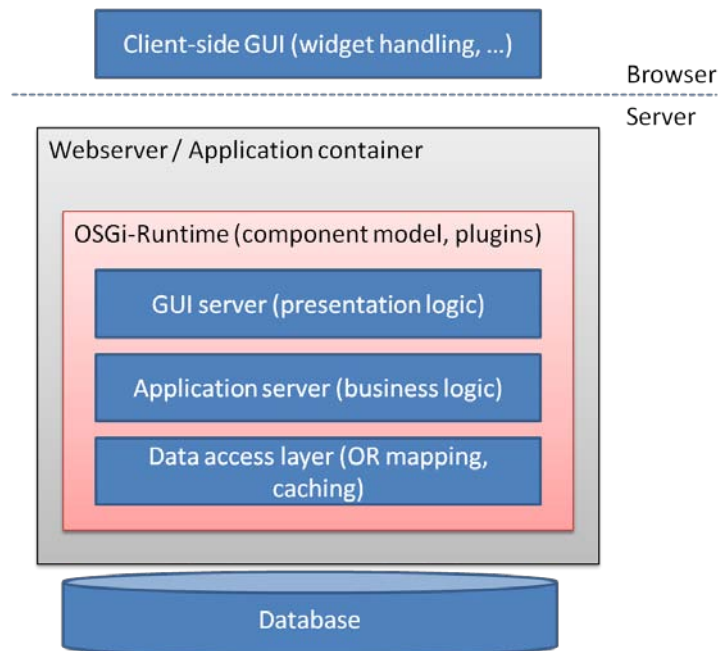 Client-side GUI (widget handling, ...)
Browser
Server
Webserver / Application container
OSGi-Runtime (component model, plugins)
GUI server (presentation logic)
Application server (business logic)
Data access layer (OR mapping,
caching)
Database